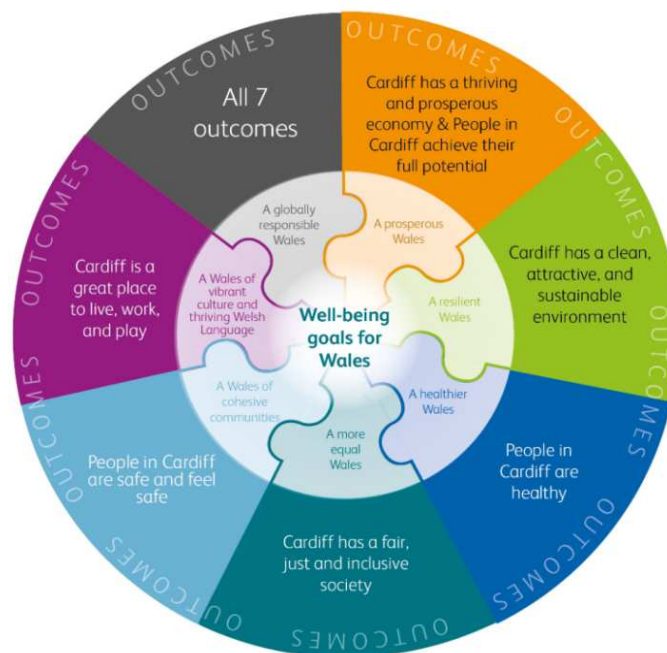 OUTCOMES
All 7
outcomes
OUTCOMES
Cardiff has a thriving
and prosperous
economy & People in
Cardiff achieve their
full potential
OUTCOMES
OUTCOMES
Cardiff has a clean,
attractive, and
sustainable
environment
OUTCOMES
People in
Cardiff are
healthy
OUTCOMES
Cardiff has a fair,
just and inclusive
society
OUTCOMES
OUTCOMES
People in Cardiff
are safe and feel
safe
OUTCOMES
OUTCOMES
Cardiff is a
great place
to live, work,
and play
OUTCOMES
A globally
responsible
Wales
A prosperous
Wales
A resilient
Wales
A healthier
Wales
A more
equal
Wales
A Wales of
cohesive
communities
A Wales of
vibrant
culture and
thriving Welsh
Language
Well-being
goals for
Wales